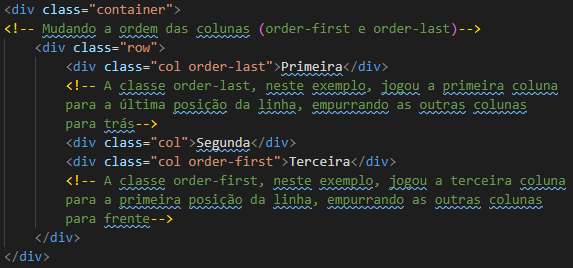 <div class="container">
<!-- Mudando a ordem das colunas (order-first e order-last)-->
<div class="row">
<div class="col order-last">Primeira</div>
<!-- A classe order-last, neste exemplo, jogou a primeira coluna
para a última posição da linha, empurrando as outras colunas
para trás-->
<div class="col">Segunda</div>
<div class="col order-first">Terceira</div>
<!-- A classe order-first, neste exemplo, jogou a terceira coluna
para a primeira posição da linha, empurrando as outras colunas
para frente-->
</div>
</div>